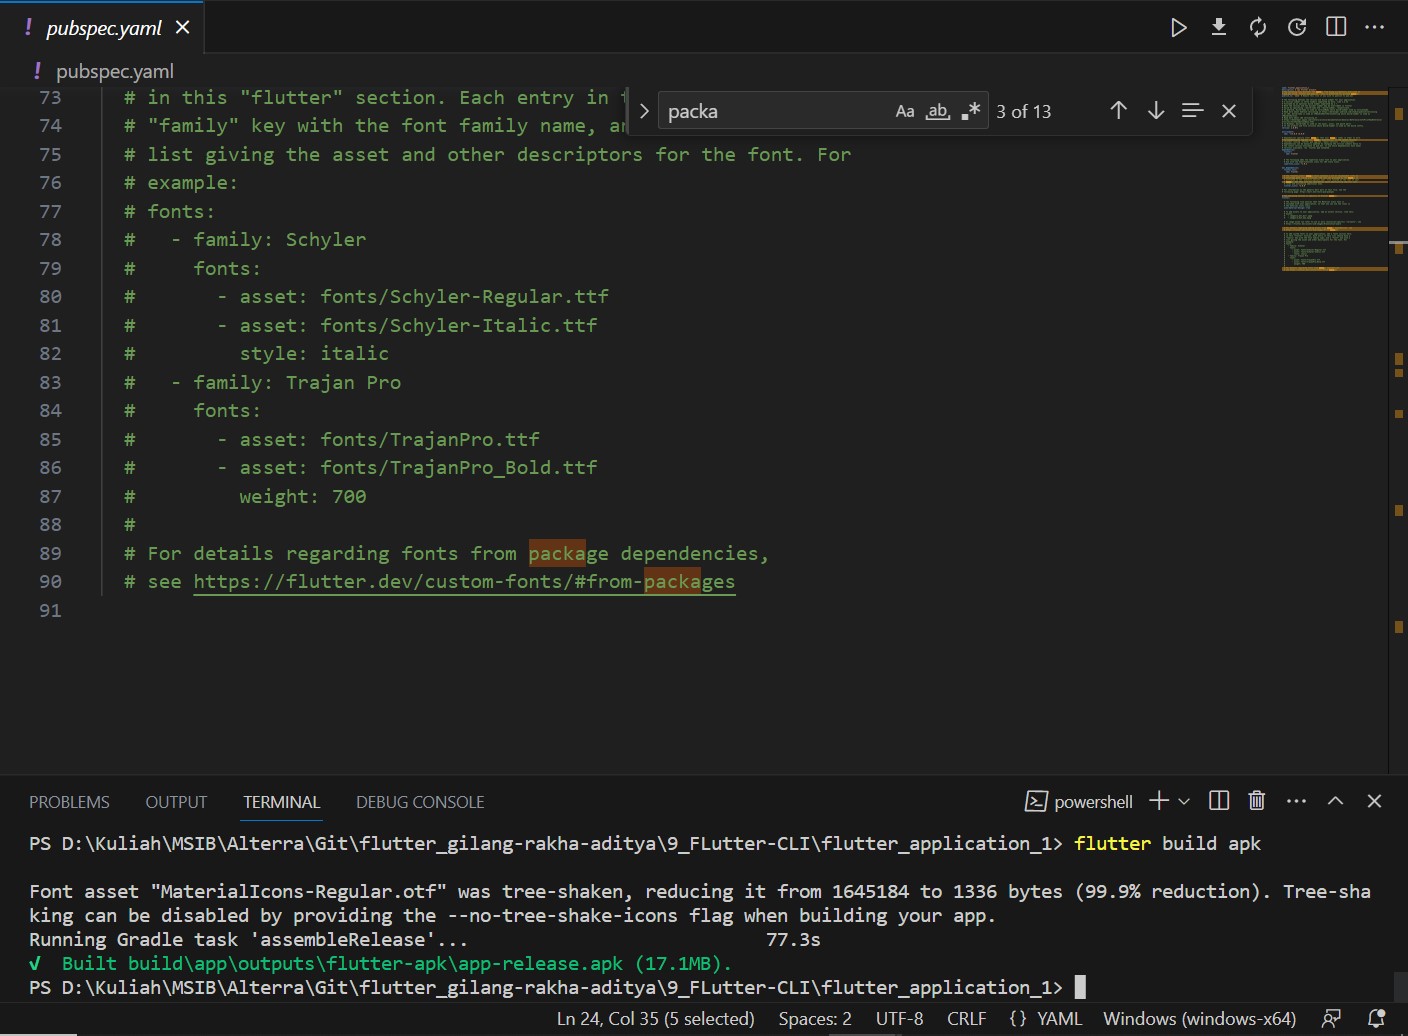 ! pubspec.yaml
! pubspec.yaml
packa Aa ab 3 of 13
73 # in this "flutter" section. Each entry in
74 # "family" key with the font family name,
75 # list giving the asset and other descriptors for the font. For
76 # example:
77 # fonts:
78 #   - family: Schyler
79 #     fonts:
80 #       - asset: fonts/Schyler-Regular.ttf
81 #       - asset: fonts/Schyler-Italic.ttf
82 #         style: italic
83 #   - family: Trajan Pro
84 #     fonts:
85 #       - asset: fonts/TrajanPro.ttf
86 #       - asset: fonts/TrajanPro_Bold.ttf
87 #         weight: 700
88 #
89 # For details regarding fonts from package dependencies,
90 # see https://flutter.dev/custom-fonts/#from-packages
91
PROBLEMS OUTPUT TERMINAL DEBUG CONSOLE powershell
PS D:\Kuliah\MSIB\Alterra\Git\flutter_gilang-rakha-aditya\9_FLutter-CLI\flutter_application_1> flutter build apk
Font asset "MaterialIcons-Regular.otf" was tree-shaken, reducing it from 1645184 to 1336 bytes (99.9% reduction). Tree-sha
king can be disabled by providing the --no-tree-shake-icons flag when building your app.
Running Gradle task 'assembleRelease'... 77.3s
√ Built build\app\outputs\flutter-apk\app-release.apk (17.1MB).
PS D:\Kuliah\MSIB\Alterra\Git\flutter_gilang-rakha-aditya\9_FLutter-CLI\flutter_application_1>
Ln 24, Col 35 (5 selected) Spaces: 2 UTF-8 CRLF {} YAML Windows (windows-x64)